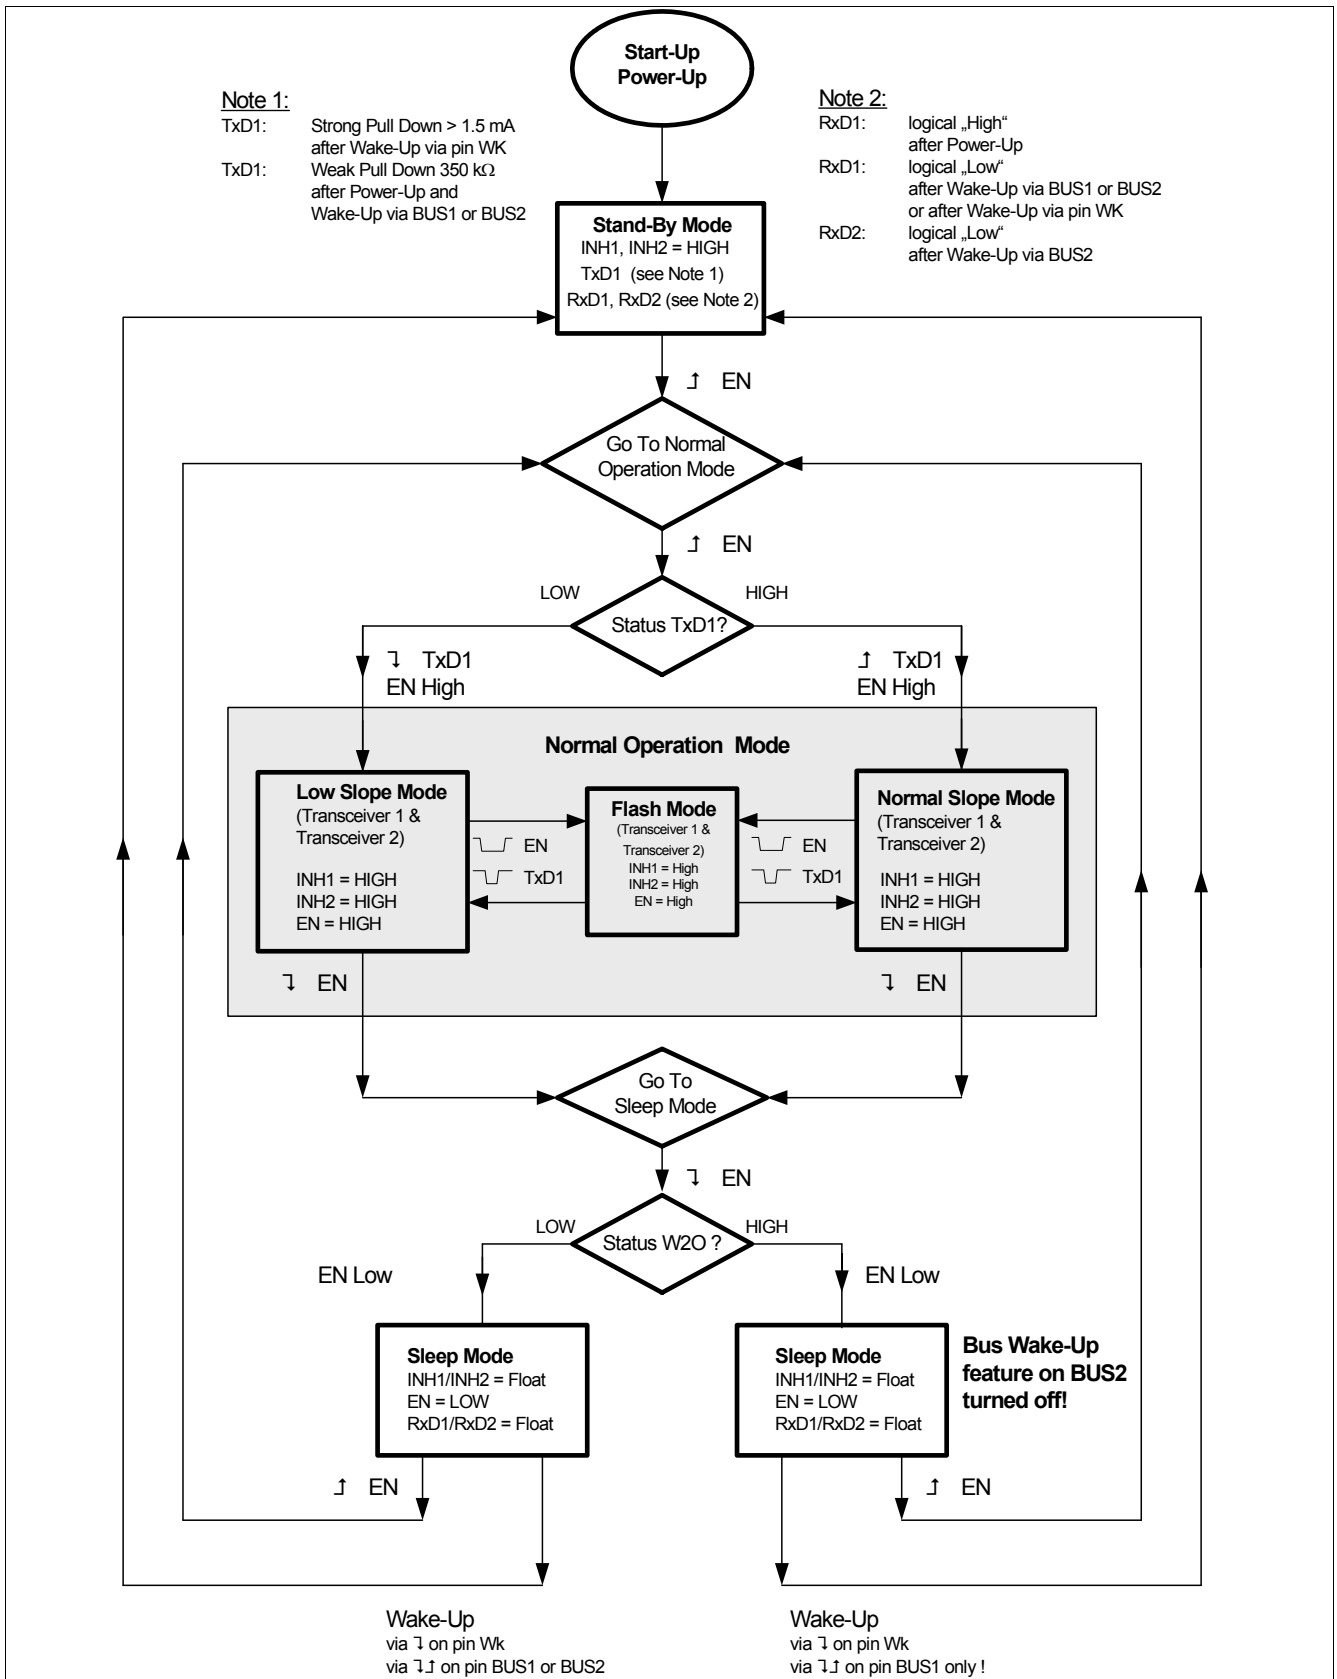 Start-Up
Power-Up
Note 1:
TxD1: Strong Pull Down > 1.5 mA
after Wake-Up via pin WK
TxD1: Weak Pull Down 350 kΩ
after Power-Up and
Wake-Up via BUS1 or BUS2
Note 2:
RxD1: logical „High“
after Power-Up
RxD1: logical „Low“
after Wake-Up via BUS1 or BUS2
or after Wake-Up via pin WK
RxD2: logical „Low“
after Wake-Up via BUS2
Stand-By Mode
INH1, INH2 = HIGH
TxD1 (see Note 1)
RxD1, RxD2 (see Note 2)
EN
Go To Normal
Operation Mode
EN
LOW
HIGH
Status TxD1?
TxD1
EN High
TxD1
EN High
Normal Operation Mode
Low Slope Mode
(Transceiver 1 &
Transceiver 2)
INH1 = HIGH
INH2 = HIGH
EN = HIGH
EN
TxD1
Flash Mode
(Transceiver 1 &
Transceiver 2)
INH1 = High
INH2 = High
EN = High
EN
TxD1
Normal Slope Mode
(Transceiver 1 &
Transceiver 2)
INH1 = HIGH
INH2 = HIGH
EN = HIGH
EN
EN
Go To
Sleep Mode
EN
LOW
HIGH
Status W2O ?
EN Low
EN Low
Sleep Mode
INH1/INH2 = Float
EN = LOW
RxD1/RxD2 = Float
Sleep Mode
INH1/INH2 = Float
EN = LOW
RxD1/RxD2 = Float
Bus Wake-Up
feature on BUS2
turned off!
EN
EN
Wake-Up
via on pin Wk
via on pin BUS1 or BUS2
Wake-Up
via on pin Wk
via on pin BUS1 only !